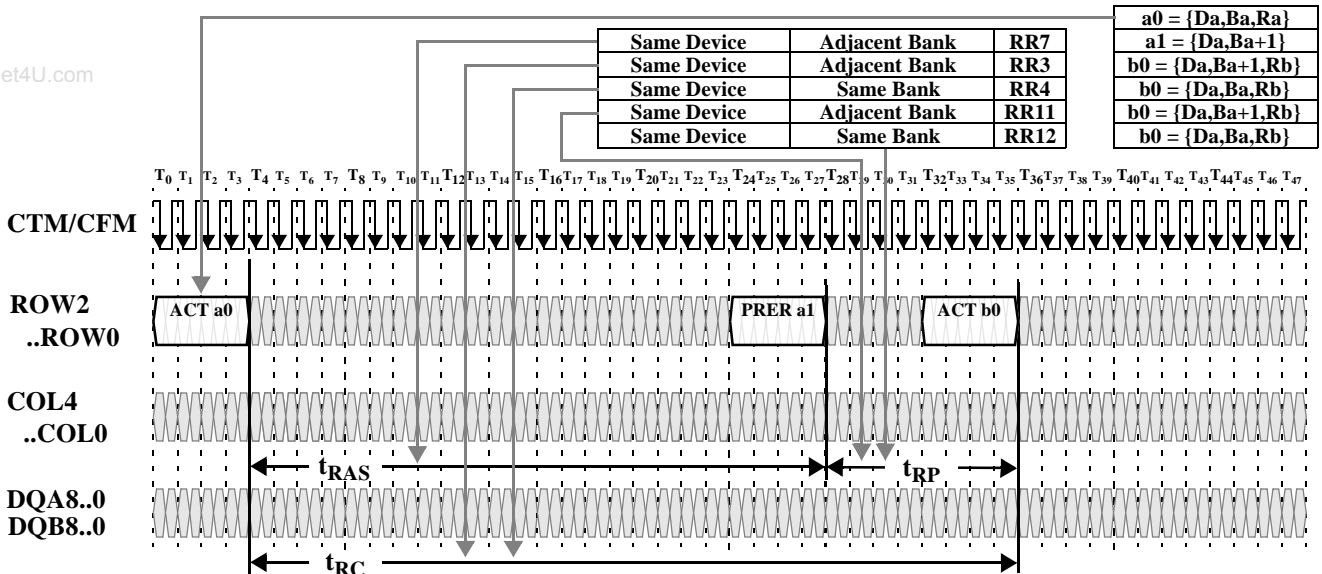 a0 = {Da,Ba,Ra}
Same Device Adjacent Bank RR7 a1 = {Da,Ba+1}
et4U.com
Same Device Adjacent Bank RR3 b0 = {Da,Ba+1,Rb}
Same Device Same Bank RR4 b0 = {Da,Ba,Rb}
Same Device Adjacent Bank RR11 b0 = {Da,Ba+1,Rb}
Same Device Same Bank RR12 b0 = {Da,Ba,Rb}
T0 T1 T2 T3 T4 T5 T6 T7 T8 T9 T10 T11 T12 T13 T14 T15 T16 T17 T18 T19 T20 T21 T22 T23 T24 T25 T26 T27 T28 T29 T30 T31 T32 T33 T34 T35 T36 T37 T38 T39 T40 T41 T42 T43 T44 T45 T46 T47
CTM/CFM
ROW2
..ROW0
ACT a0 PRER a1 ACT b0
COL4
..COL0
tRAS tRP
DQA8..0
DQB8..0
tRC